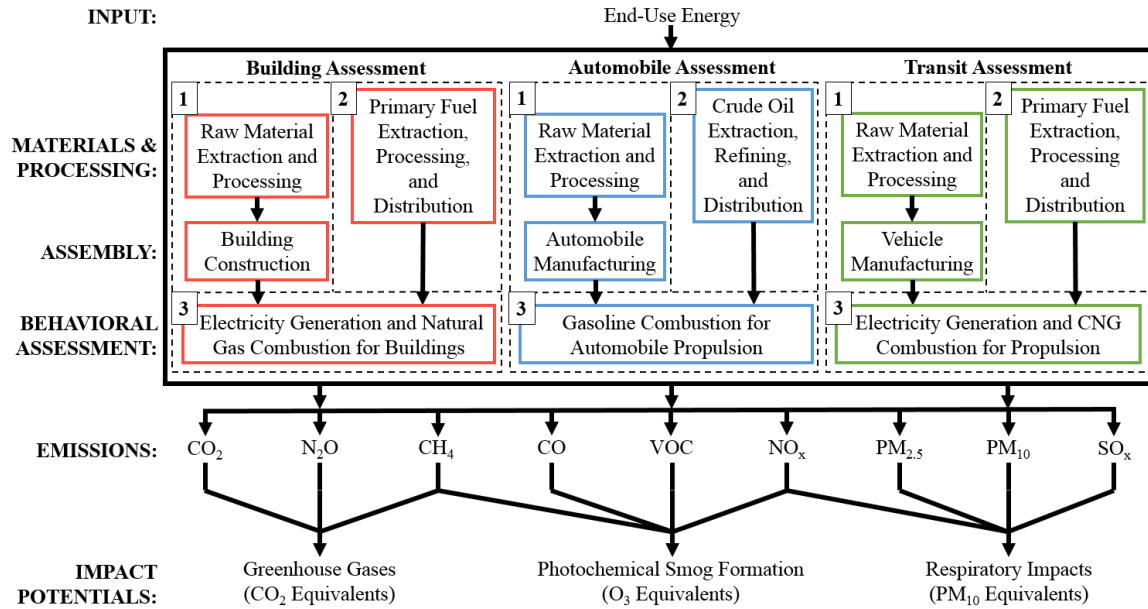 INPUT:
End-Use Energy
Building Assessment
Automobile Assessment
Transit Assessment
MATERIALS &
PROCESSING:
1
Raw Material
Extraction and
Processing
2
Primary Fuel
Extraction,
Processing,
and
Distribution
1
Raw Material
Extraction and
Processing
2
Crude Oil
Extraction,
Refining,
and
Distribution
1
Raw Material
Extraction and
Processing
2
Primary Fuel
Extraction,
Processing
and
Distribution
ASSEMBLY:
Building
Construction
Automobile
Manufacturing
Vehicle
Manufacturing
BEHAVIORAL
ASSESSMENT:
3
Electricity Generation and Natural
Gas Combustion for Buildings
3
Gasoline Combustion for
Automobile Propulsion
3
Electricity Generation and CNG
Combustion for Propulsion
EMISSIONS:
CO₂
N₂O
CH₄
CO
VOC
NOₓ
PM₂.₅
PM₁₀
SOₓ
IMPACT
POTENTIALS:
Greenhouse Gases
(CO₂ Equivalents)
Photochemical Smog Formation
(O₃ Equivalents)
Respiratory Impacts
(PM₁₀ Equivalents)